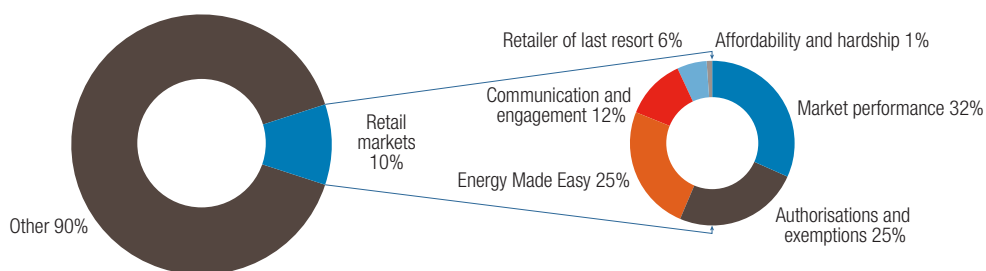 Retailer of last resort 6%
Affordability and hardship 1%
Communication and
engagement 12%
Market performance 32%
Retail
markets
10%
Energy Made Easy 25%
Other 90%
Authorisations and
exemptions 25%